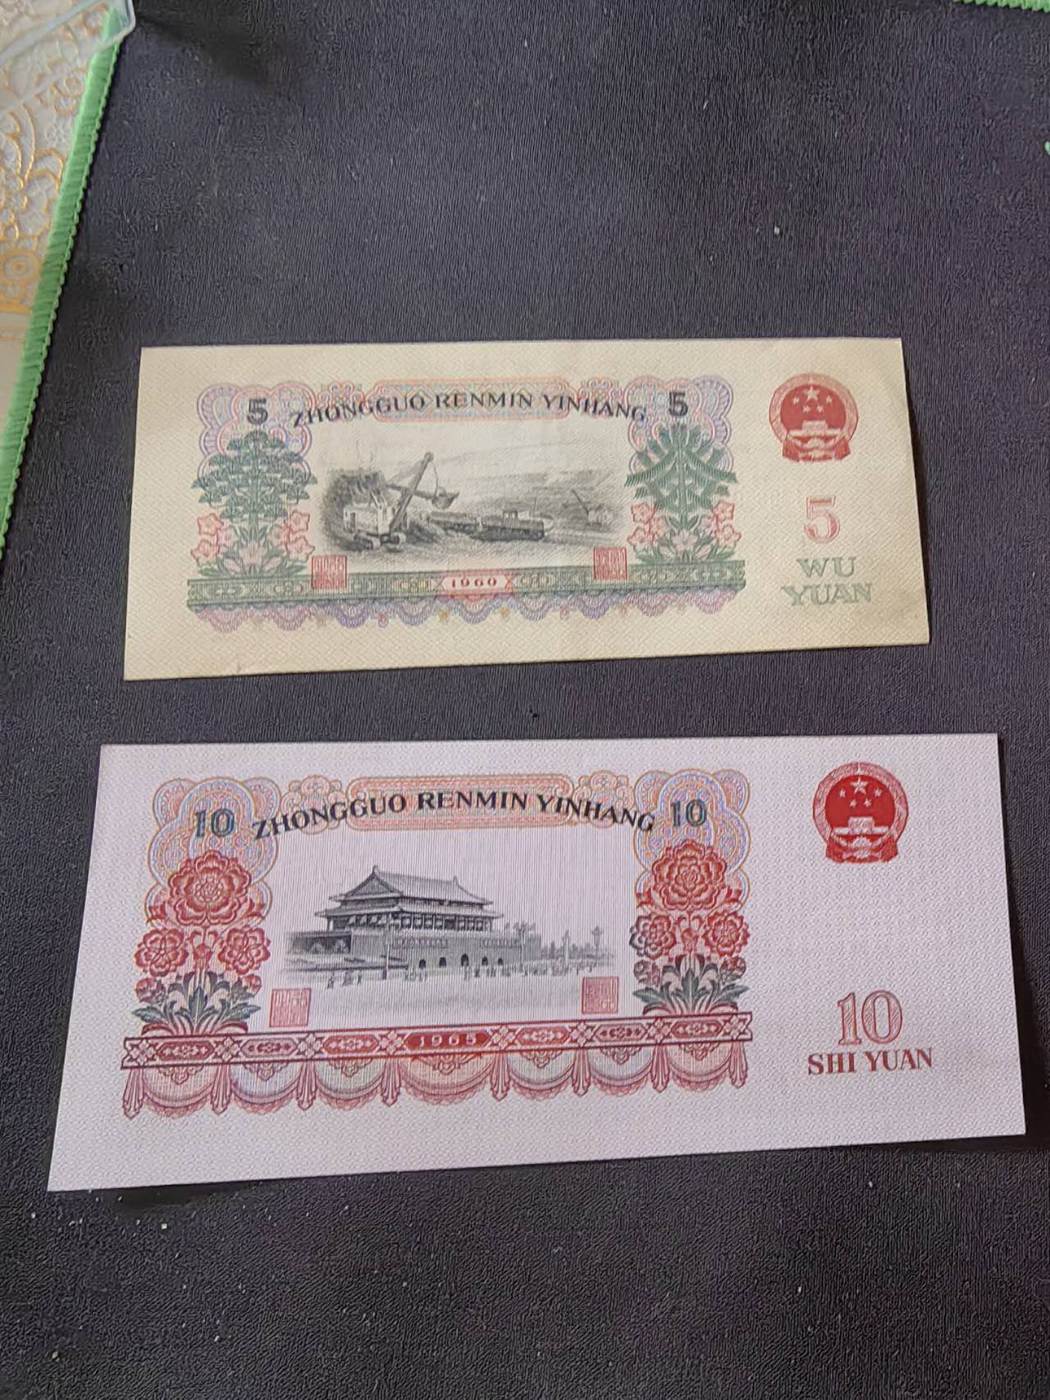 5 ZHONGGUO RENMIN YINHANG 5
5
WU
YUAN
1960
10 ZHONGGUO RENMIN YINHANG 10
10
SHI YUAN
1965